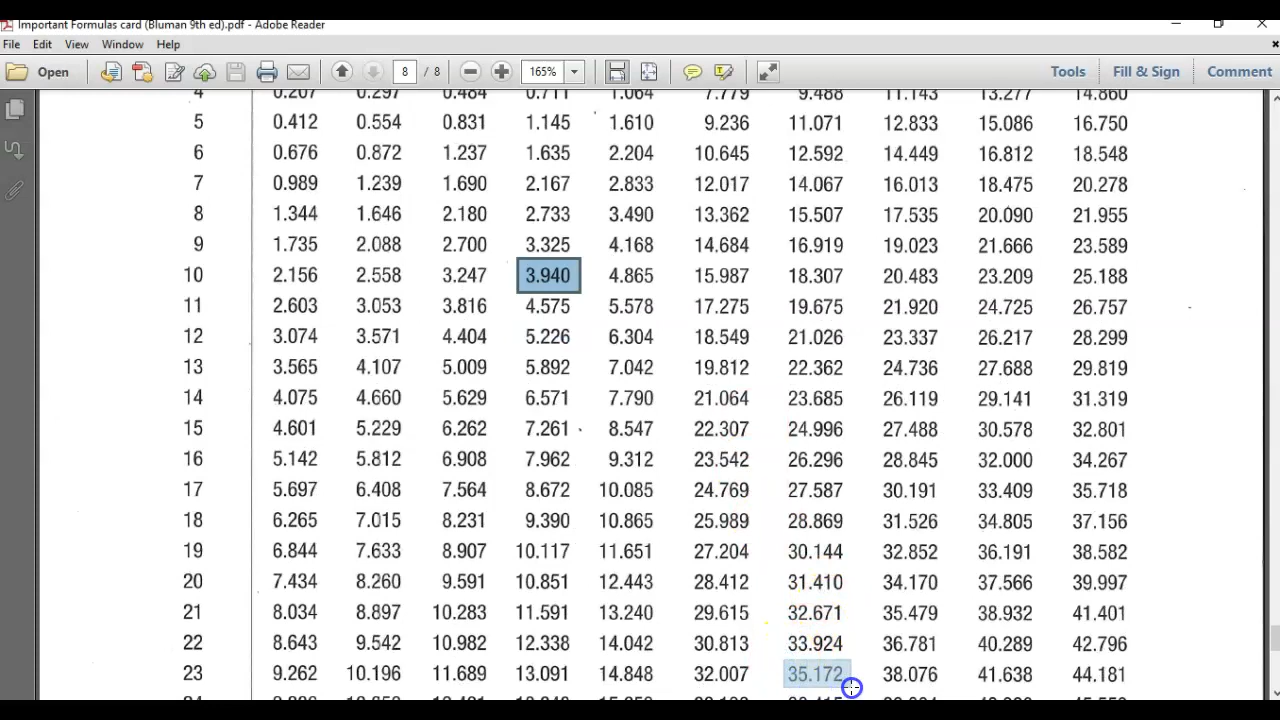 Important Formulas card (Bluman 9th ed).pdf - Adobe Reader
File Edit View Window Help
Open 8 / 8 165% Tools Fill & Sign Comment
4 0.207 0.297 0.484 0.711 1.064 7.779 9.488 11.143 13.277 14.860
5 0.412 0.554 0.831 1.145 1.610 9.236 11.071 12.833 15.086 16.750
6 0.676 0.872 1.237 1.635 2.204 10.645 12.592 14.449 16.812 18.548
7 0.989 1.239 1.690 2.167 2.833 12.017 14.067 16.013 18.475 20.278
8 1.344 1.646 2.180 2.733 3.490 13.362 15.507 17.535 20.090 21.955
9 1.735 2.088 2.700 3.325 4.168 14.684 16.919 19.023 21.666 23.589
10 2.156 2.558 3.247 3.940 4.865 15.987 18.307 20.483 23.209 25.188
11 2.603 3.053 3.816 4.575 5.578 17.275 19.675 21.920 24.725 26.757
12 3.074 3.571 4.404 5.226 6.304 18.549 21.026 23.337 26.217 28.299
13 3.565 4.107 5.009 5.892 7.042 19.812 22.362 24.736 27.688 29.819
14 4.075 4.660 5.629 6.571 7.790 21.064 23.685 26.119 29.141 31.319
15 4.601 5.229 6.262 7.261 8.547 22.307 24.996 27.488 30.578 32.801
16 5.142 5.812 6.908 7.962 9.312 23.542 26.296 28.845 32.000 34.267
17 5.697 6.408 7.564 8.672 10.085 24.769 27.587 30.191 33.409 35.718
18 6.265 7.015 8.231 9.390 10.865 25.989 28.869 31.526 34.805 37.156
19 6.844 7.633 8.907 10.117 11.651 27.204 30.144 32.852 36.191 38.582
20 7.434 8.260 9.591 10.851 12.443 28.412 31.410 34.170 37.566 39.997
21 8.034 8.897 10.283 11.591 13.240 29.615 32.671 35.479 38.932 41.401
22 8.643 9.542 10.982 12.338 14.042 30.813 33.924 36.781 40.289 42.796
23 9.262 10.196 11.689 13.091 14.848 32.007 35.172 38.076 41.638 44.181